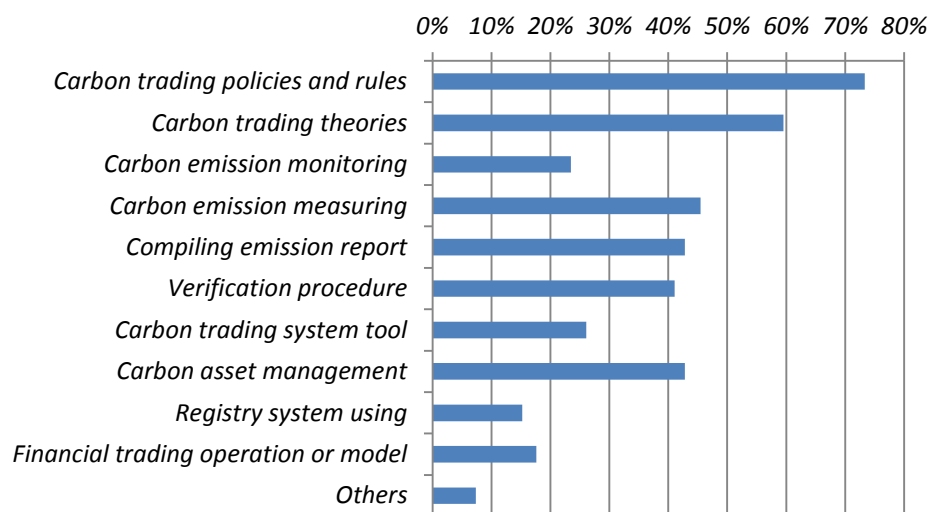 0% 10% 20% 30% 40% 50% 60% 70% 80%
Carbon trading policies and rules
Carbon trading theories
Carbon emission monitoring
Carbon emission measuring
Compiling emission report
Verification procedure
Carbon trading system tool
Carbon asset management
Registry system using
Financial trading operation or model
Others